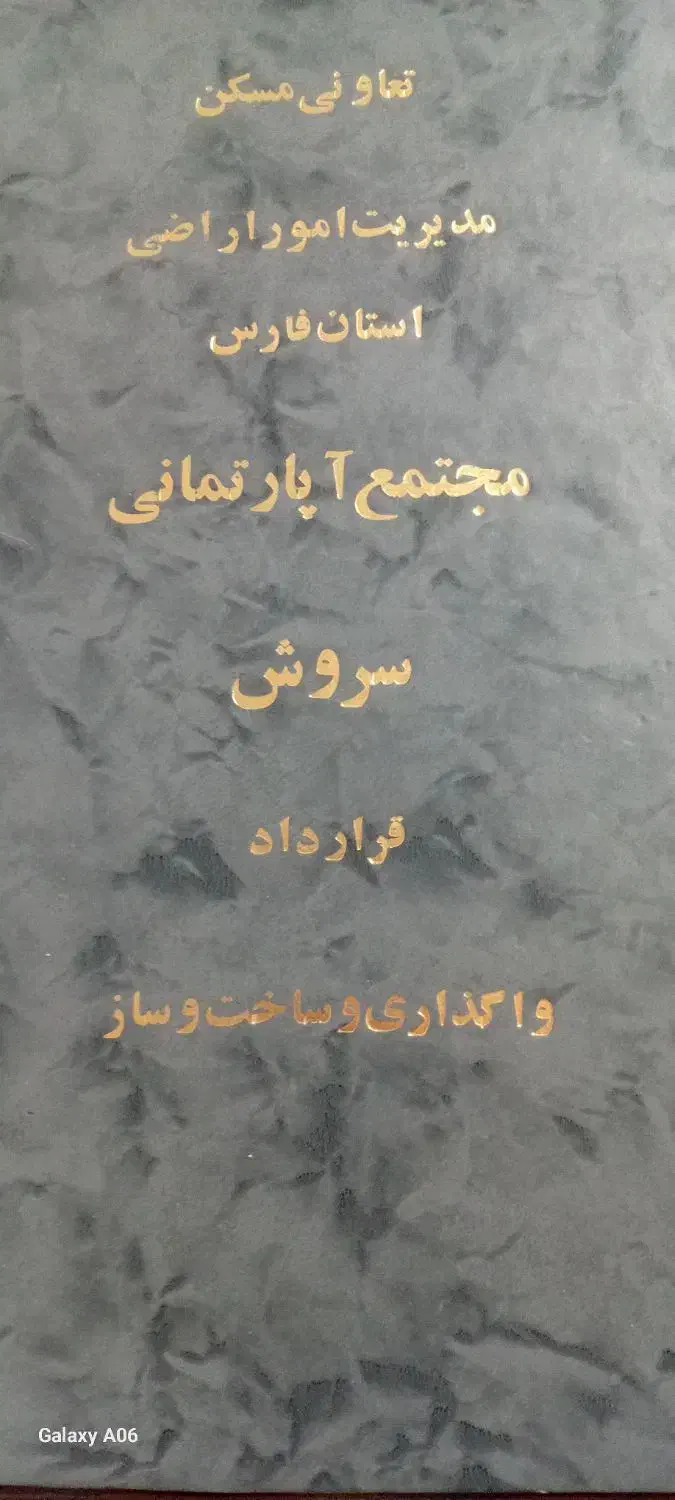 تعاونی مسکن
مدیریت امور اراضی
استان فارس
مجتمع آپارتمانی
سروش
قرارداد
واگذاری و ساخت و ساز
Galaxy A06